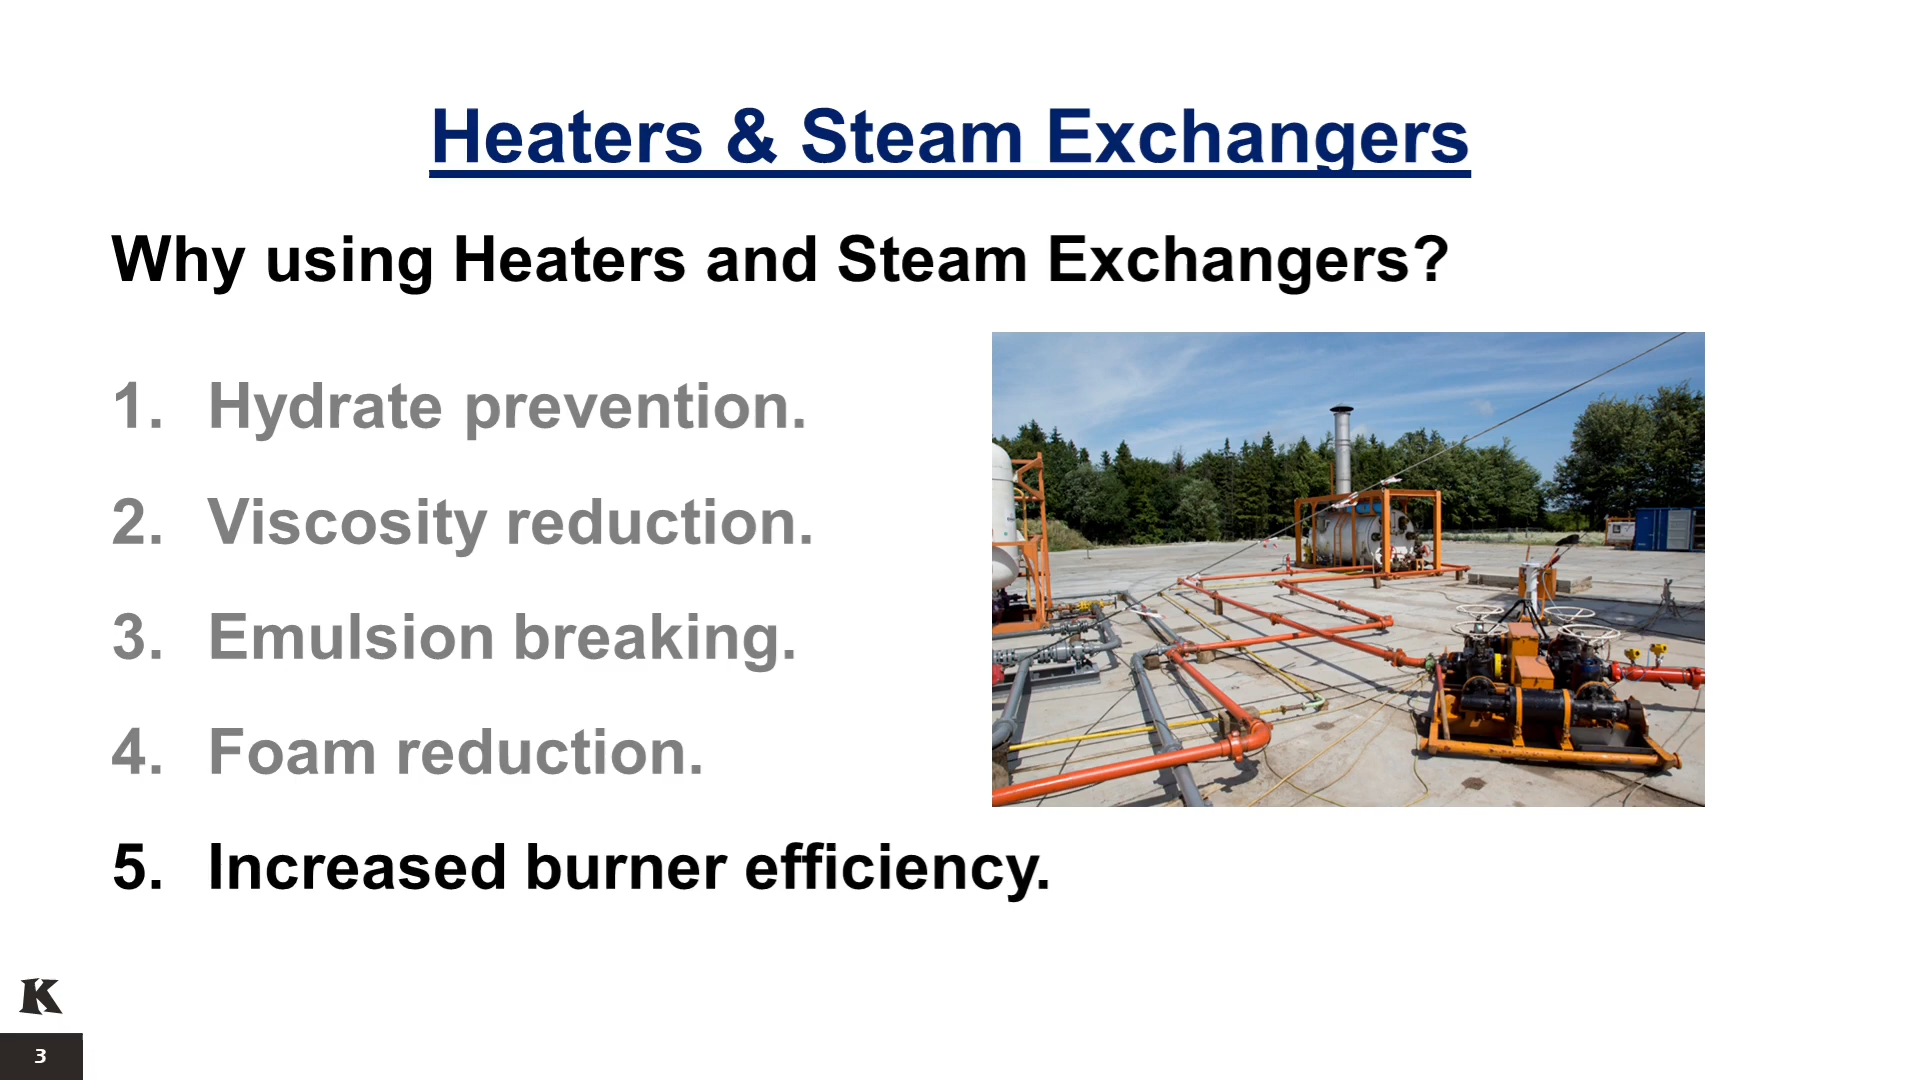 Heaters & Steam Exchangers
Why using Heaters and Steam Exchangers?
1. Hydrate prevention.
2. Viscosity reduction.
3. Emulsion breaking.
4. Foam reduction.
5. Increased burner efficiency.
K
3